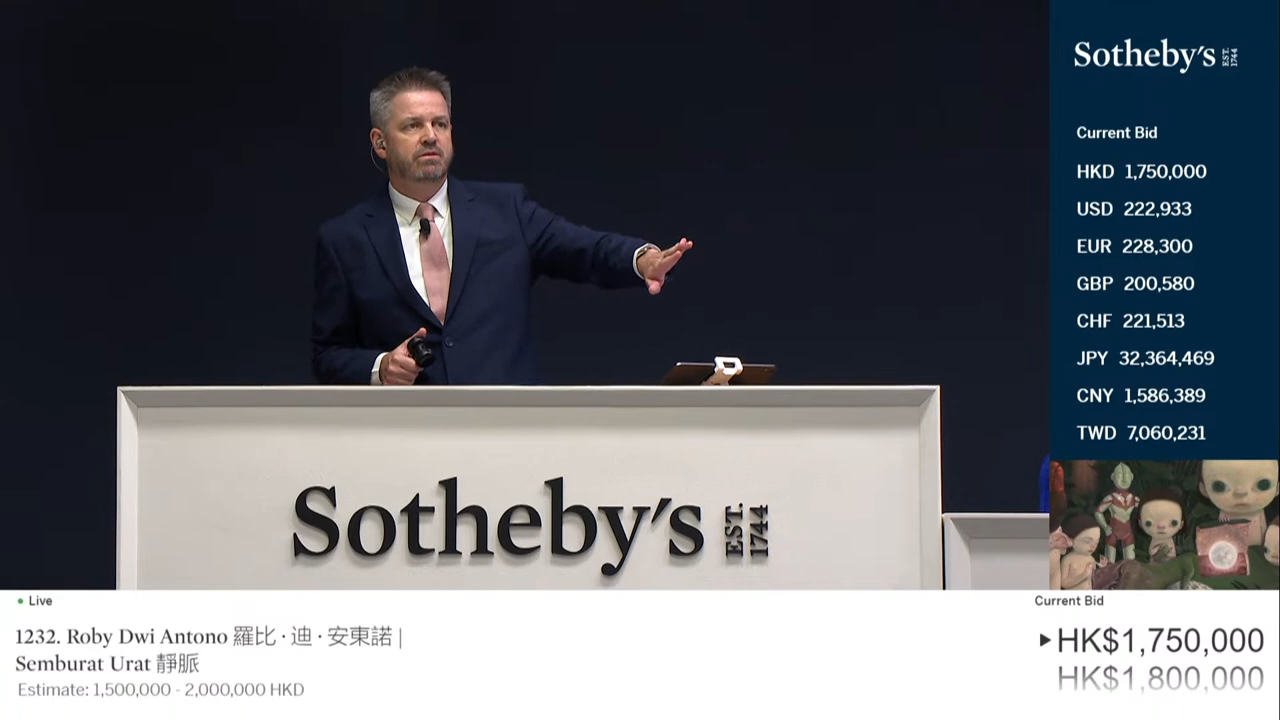 Sotheby's EST. 1744
Current Bid
HKD 1,750,000
USD 222,933
EUR 228,300
GBP 200,580
CHF 221,513
JPY 32,364,469
CNY 1,586,389
TWD 7,060,231
Sotheby's EST. 1744
Live
1232. Roby Dwi Antono 羅比·迪·安東諾 |
Semburat Urat 靜脈
Estimate: 1,500,000 - 2,000,000 HKD
Current Bid
HK$1,750,000
HK$1,800,000